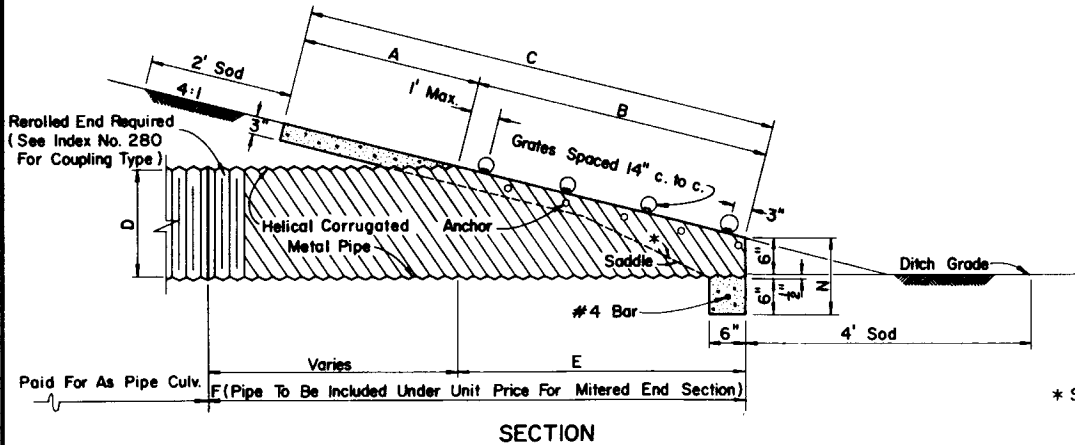 C
A
2' Sod
4:1
1' Max.
B
Rerolled End Required
(See Index No. 280
For Coupling Type)
3"
Grates Spaced 14" c. to c.
D
Helical Corrugated
Metal Pipe
Anchor
3"
*
Saddle
6"
N
Ditch Grade
#4 Bar
6"
6"
4' Sod
Varies
E
Paid For As Pipe Culv.
F (Pipe To Be Included Under Unit Price For Mitered End Section)
* S
SECTION